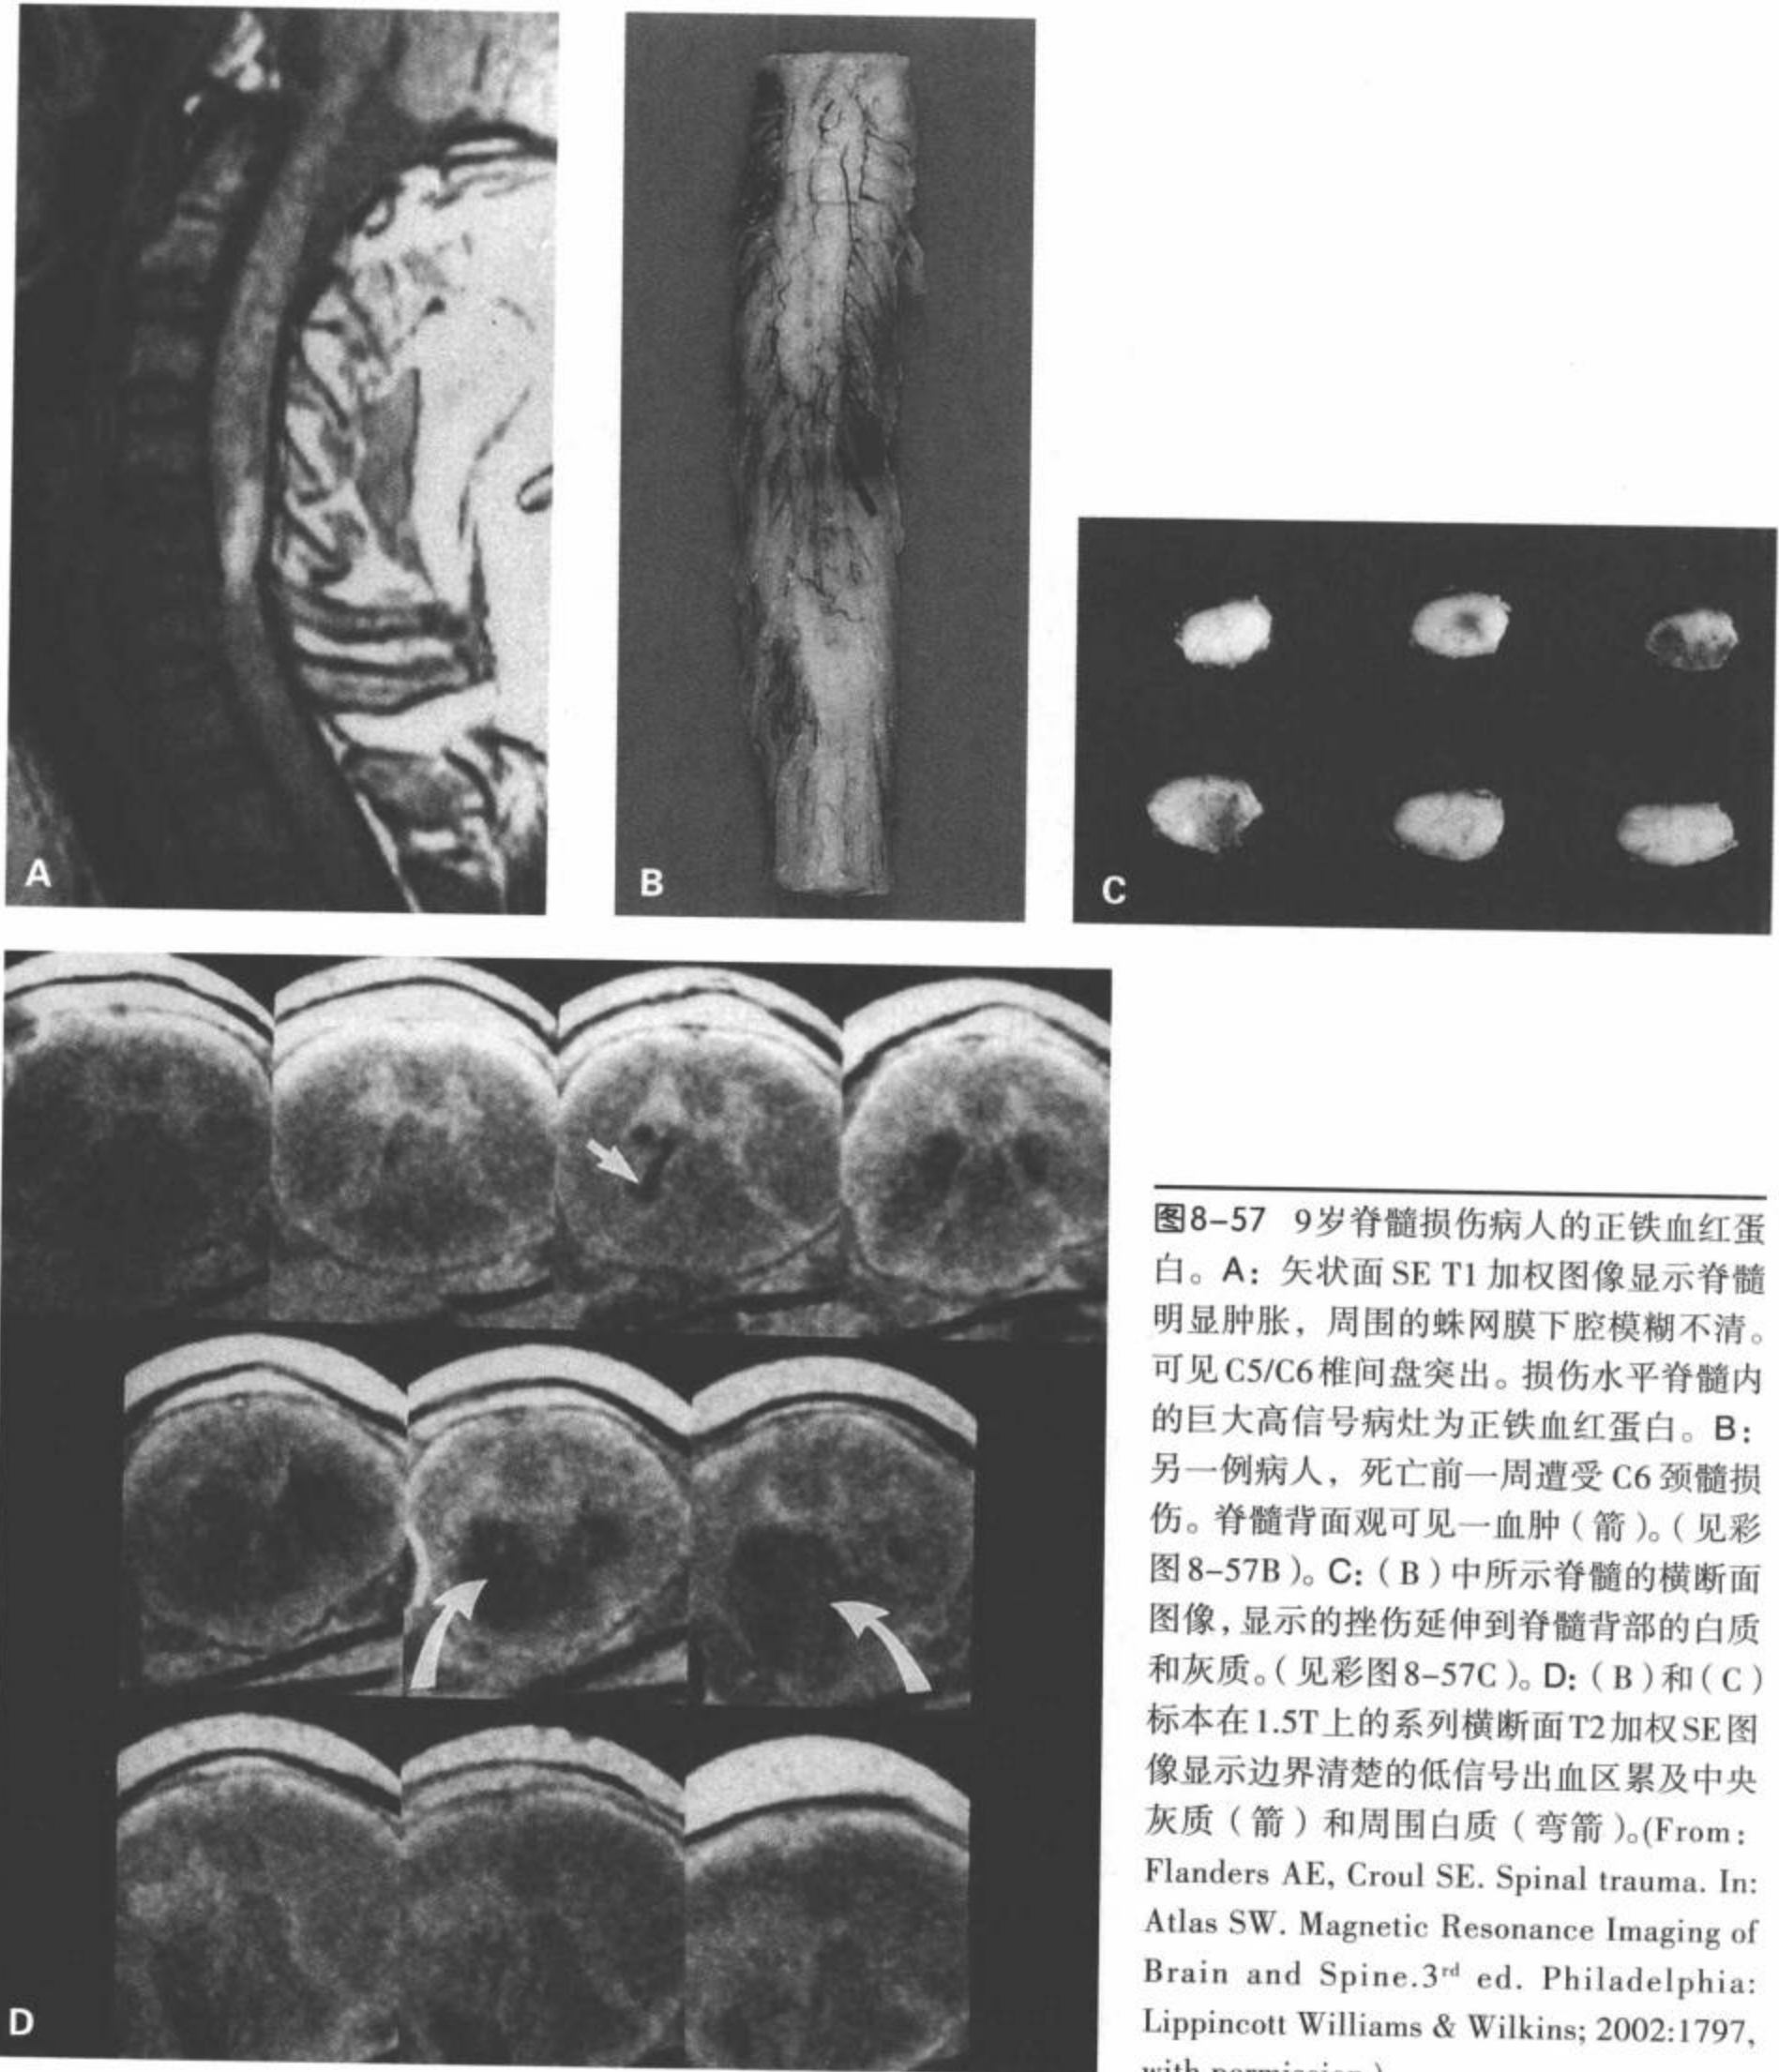 A
B
C
D
图8-57 9岁脊髓损伤病人的正铁血红蛋
白。A: 矢状面 SE T1 加权图像显示脊髓
明显肿胀，周围的蛛网膜下腔模糊不清。
可见C5/C6椎间盘突出。损伤水平脊髓内
的巨大高信号病灶为正铁血红蛋白。B:
另一例病人，死亡前一周遭受 C6 颈髓损
伤。脊髓背面观可见一血肿（箭）。（见彩
图8-57B）。C:（B）中所示脊髓的横断面
图像，显示的挫伤延伸到脊髓背部的白质
和灰质。（见彩图8-57C）。D:（B）和（C）
标本在1.5T上的系列横断面T2加权SE图
像显示边界清楚的低信号出血区累及中央
灰质（箭）和周围白质（弯箭）。(From:
Flanders AE, Croul SE. Spinal trauma. In:
Atlas SW. Magnetic Resonance Imaging of
Brain and Spine.3rd ed. Philadelphia:
Lippincott Williams & Wilkins; 2002:1797,
with permission.)